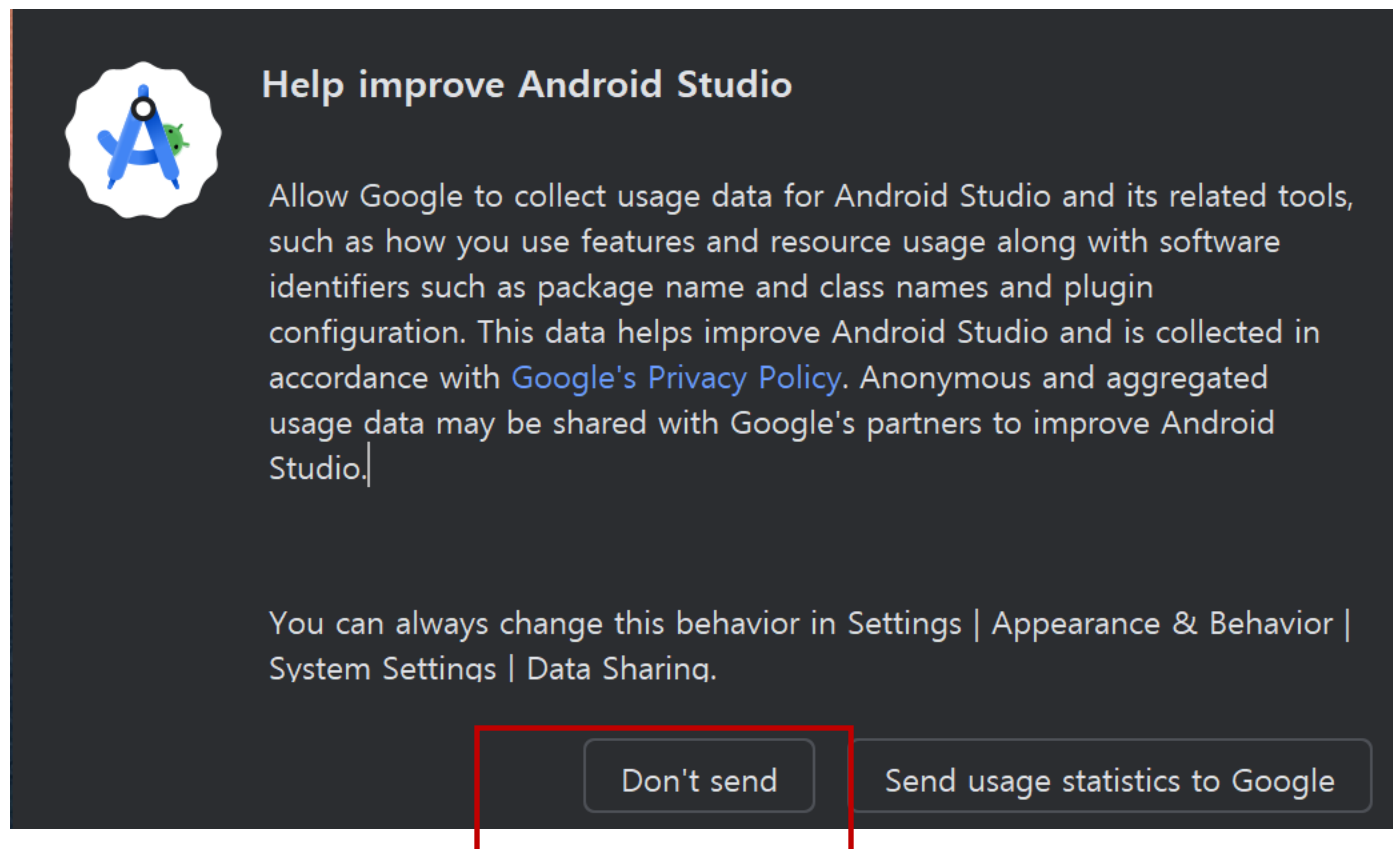 Help improve Android Studio
Allow Google to collect usage data for Android Studio and its related tools,
such as how you use features and resource usage along with software
identifiers such as package name and class names and plugin
configuration. This data helps improve Android Studio and is collected in
accordance with Google's Privacy Policy. Anonymous and aggregated
usage data may be shared with Google's partners to improve Android
Studio.
You can always change this behavior in Settings | Appearance & Behavior |
System Settings | Data Sharing.
Don't send
Send usage statistics to Google